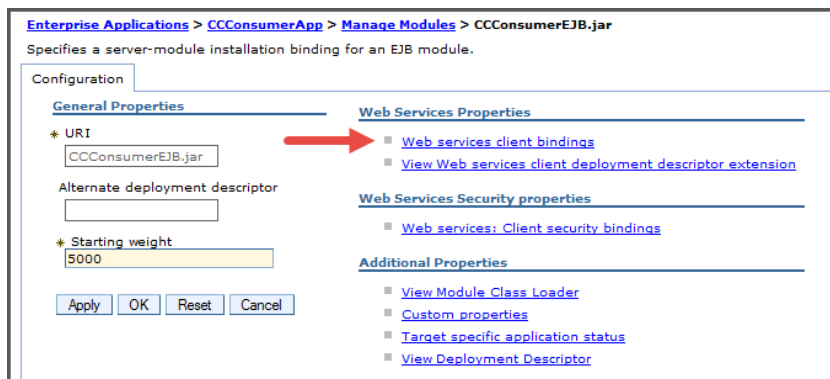 Enterprise Applications > CCConsumerApp > Manage Modules > CCConsumerEJB.jar
Specifies a server-module installation binding for an EJB module.
Configuration
General Properties
* URI
CCConsumerEJB.jar
Alternate deployment descriptor
* Starting weight
5000
Apply OK Reset Cancel
Web Services Properties
Web services client bindings
View Web services client deployment descriptor extension
Web Services Security properties
Web services: Client security bindings
Additional Properties
View Module Class Loader
Custom properties
Target specific application status
View Deployment Descriptor